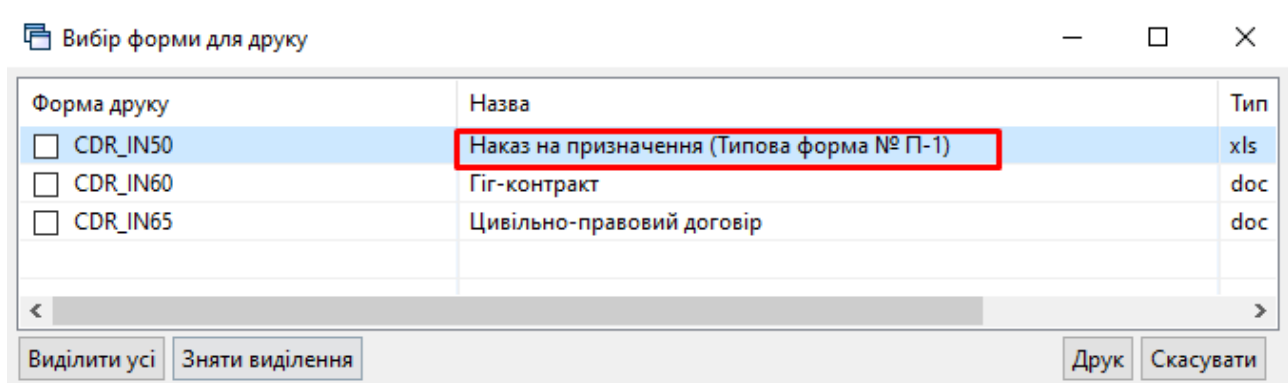 Вибір форми для друку
Форма друку Назва Тип
CDR_IN50 Наказ на призначення (Типова форма № П-1) xls
CDR_IN60 Гіг-контракт doc
CDR_IN65 Цивільно-правовий договір doc
Виділити усі Зняти виділення Друк Скасувати